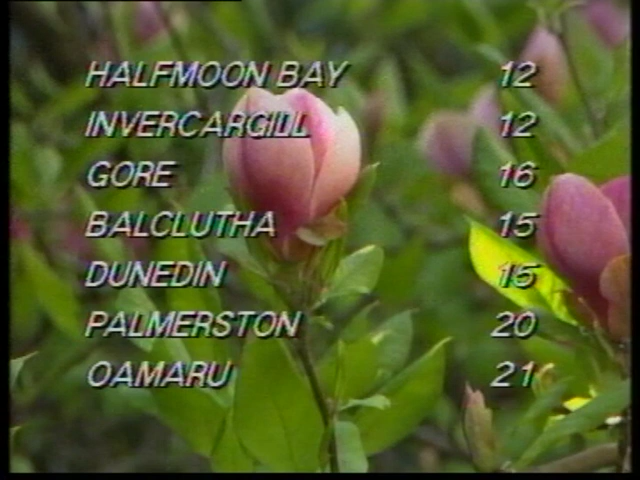 HALFMOON BAY 12
INVERCARGILL 12
GORE 16
BALCLUTHA 15
DUNEDIN 15
PALMERSTON 20
OAMARU 21